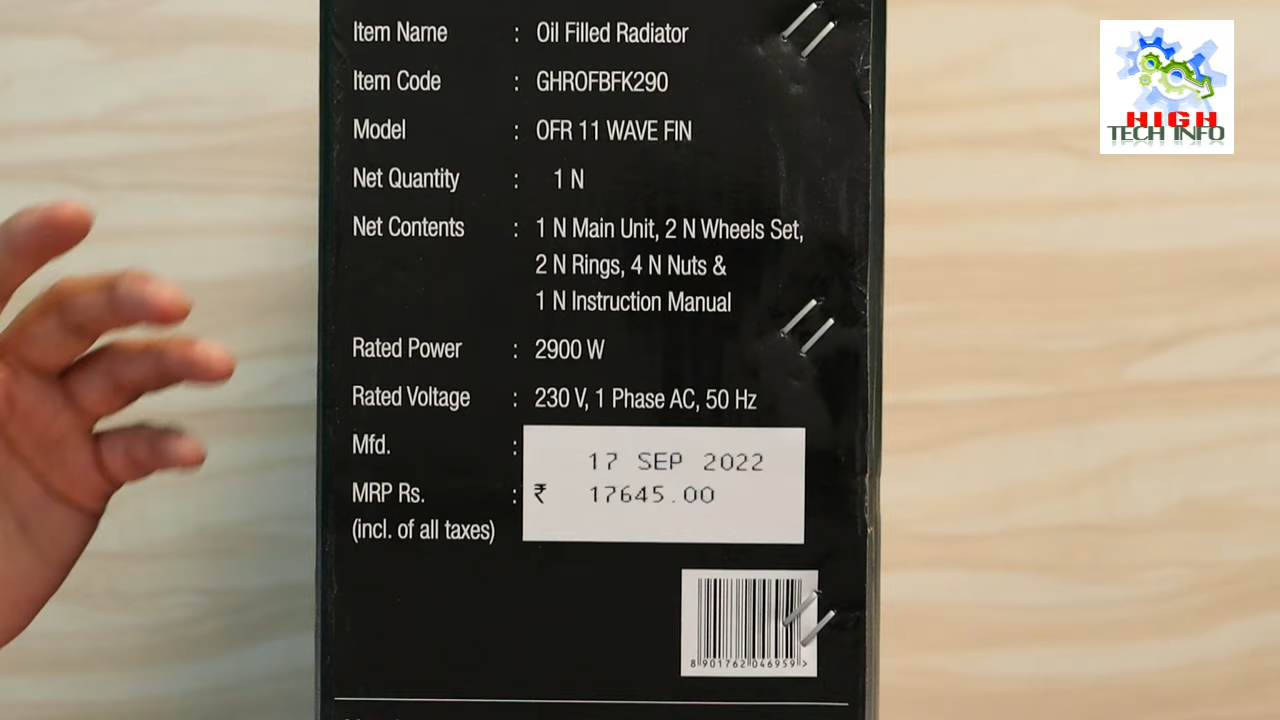 Item Name : Oil Filled Radiator
Item Code : GHROFBFK290
Model : OFR 11 WAVE FIN
Net Quantity : 1 N
Net Contents : 1 N Main Unit, 2 N Wheels Set,
2 N Rings, 4 N Nuts &
1 N Instruction Manual
Rated Power : 2900 W
Rated Voltage : 230 V, 1 Phase AC, 50 Hz
Mfd. : 17 SEP 2022
MRP Rs. : ₹ 17645.00
(incl. of all taxes)
8 901762 046959 >
HIGH
TECH INFO